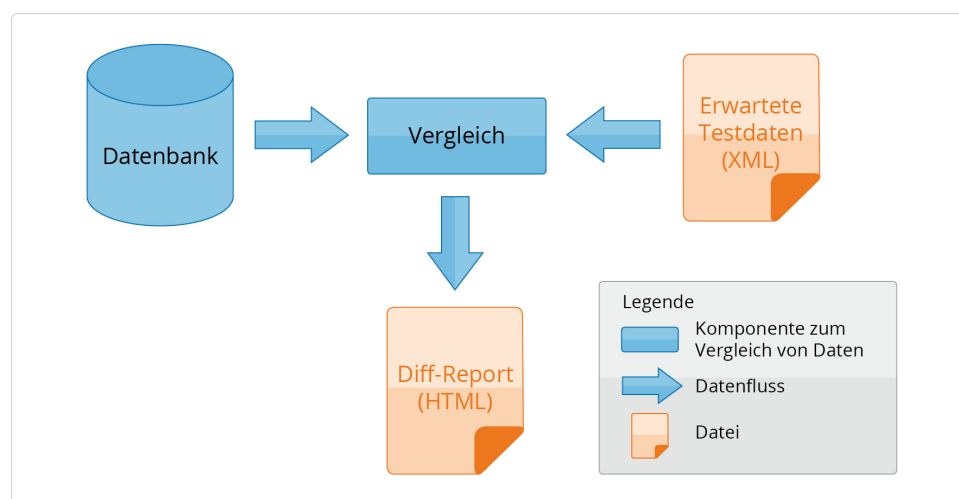 Datenbank
Vergleich
Erwartete
Testdaten
(XML)
Diff-Report
(HTML)
Legende
Komponente zum
Vergleich von Daten
Datenfluss
Datei